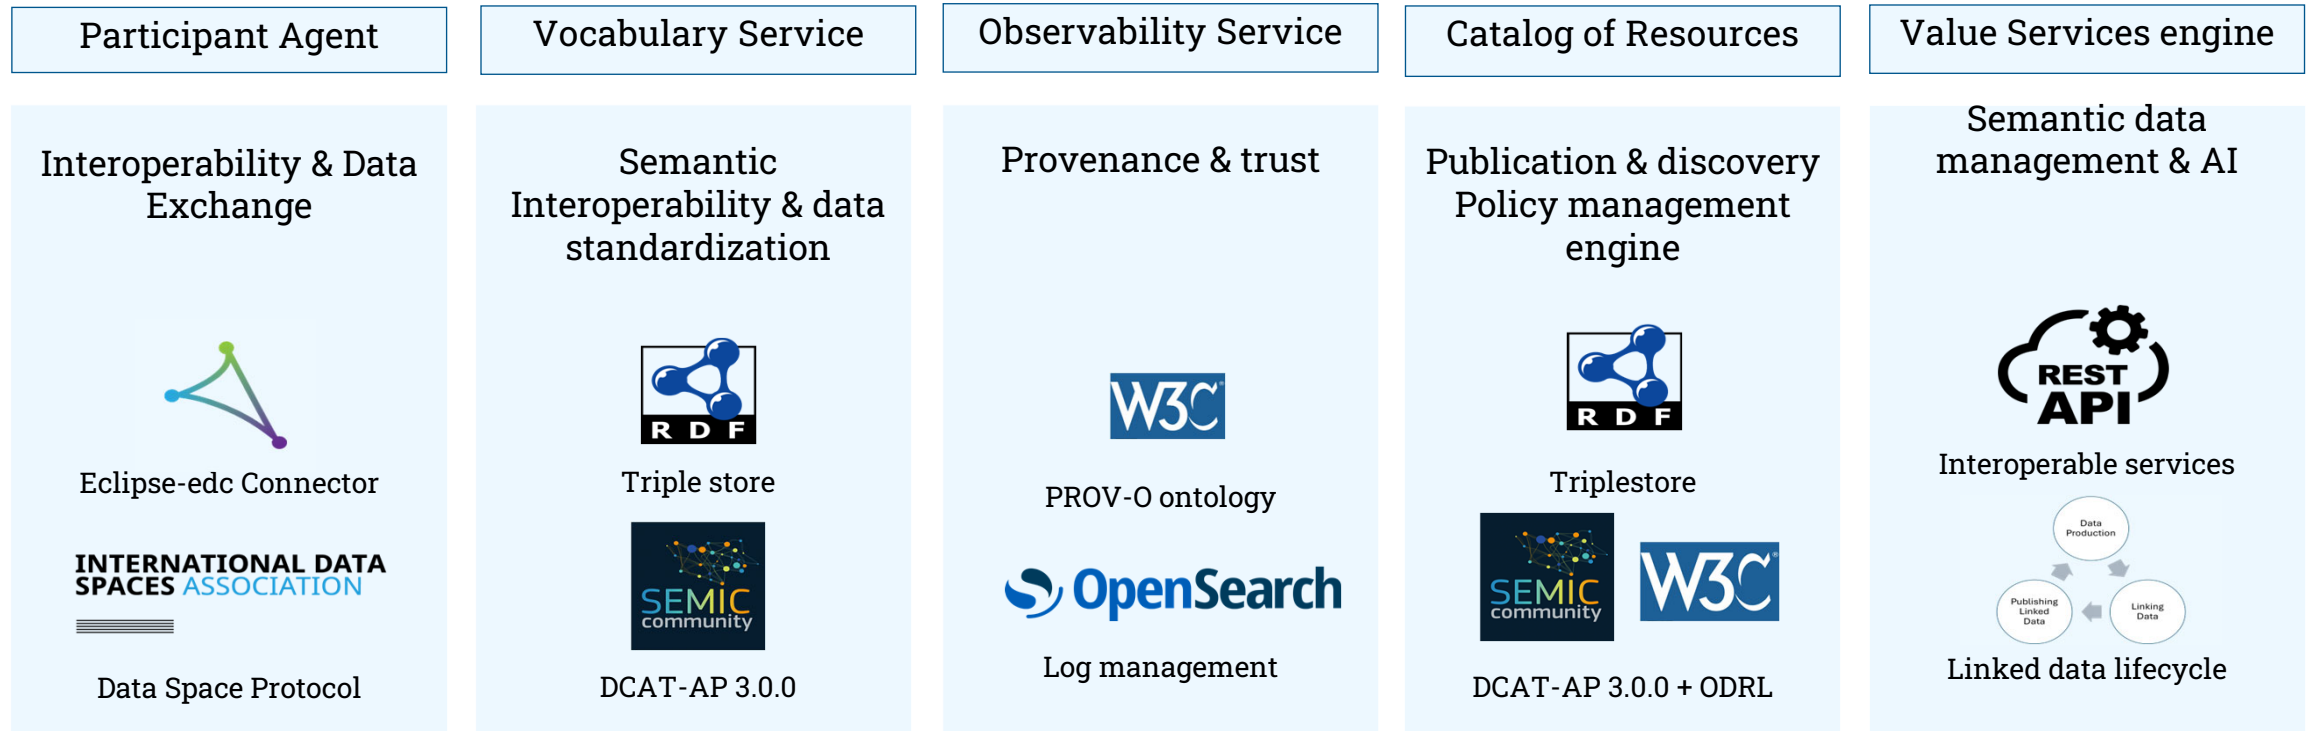 Participant Agent
Vocabulary Service
Observability Service
Catalog of Resources
Value Services engine
Interoperability & Data
Exchange
Eclipse-edc Connector
INTERNATIONAL DATA
SPACES ASSOCIATION
Data Space Protocol
Semantic
Interoperability & data
standardization
RDF
Triple store
SEMIC
community
DCAT-AP 3.0.0
Provenance & trust
W3C®
PROV-O ontology
OpenSearch
Log management
Publication & discovery
Policy management
engine
RDF
Triplestore
SEMIC
community
W3C®
DCAT-AP 3.0.0 + ODRL
Semantic data
management & AI
REST
API
Interoperable services
Data
Production
Publishing
Linked
Data
Linking
Data
Linked data lifecycle